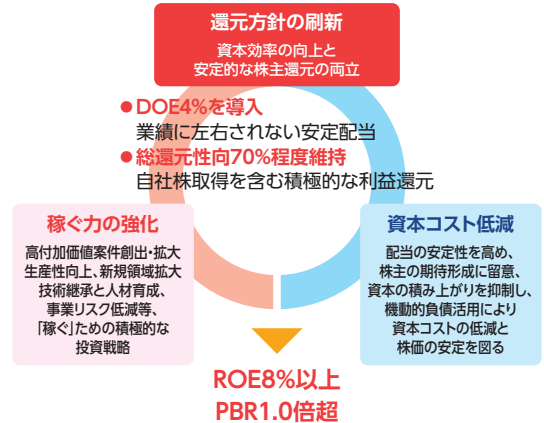 還元方針の刷新
資本効率の向上と
安定的な株主還元の両立
●DOE4%を導入
業績に左右されない安定配当
●総還元性向70%程度維持
自社株取得を含む積極的な利益還元
稼ぐ力の強化
高付加価値案件創出・拡大
生産性向上、新規領域拡大
技術継承と人材育成、
事業リスク低減等、
「稼ぐ」ための積極的な
投資戦略
資本コスト低減
配当の安定性を高め、
株主の期待形成に留意、
資本の積み上がりを抑制し、
機動的負債活用により
資本コストの低減と
株価の安定を図る
ROE8%以上
PBR1.0倍超